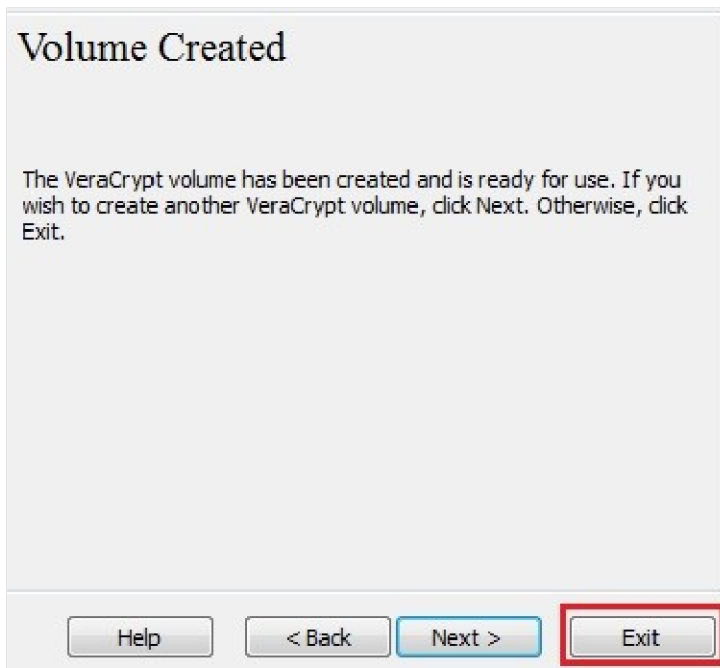 Volume Created
The VeraCrypt volume has been created and is ready for use. If you
wish to create another VeraCrypt volume, click Next. Otherwise, click
Exit.
Help < Back Next > Exit